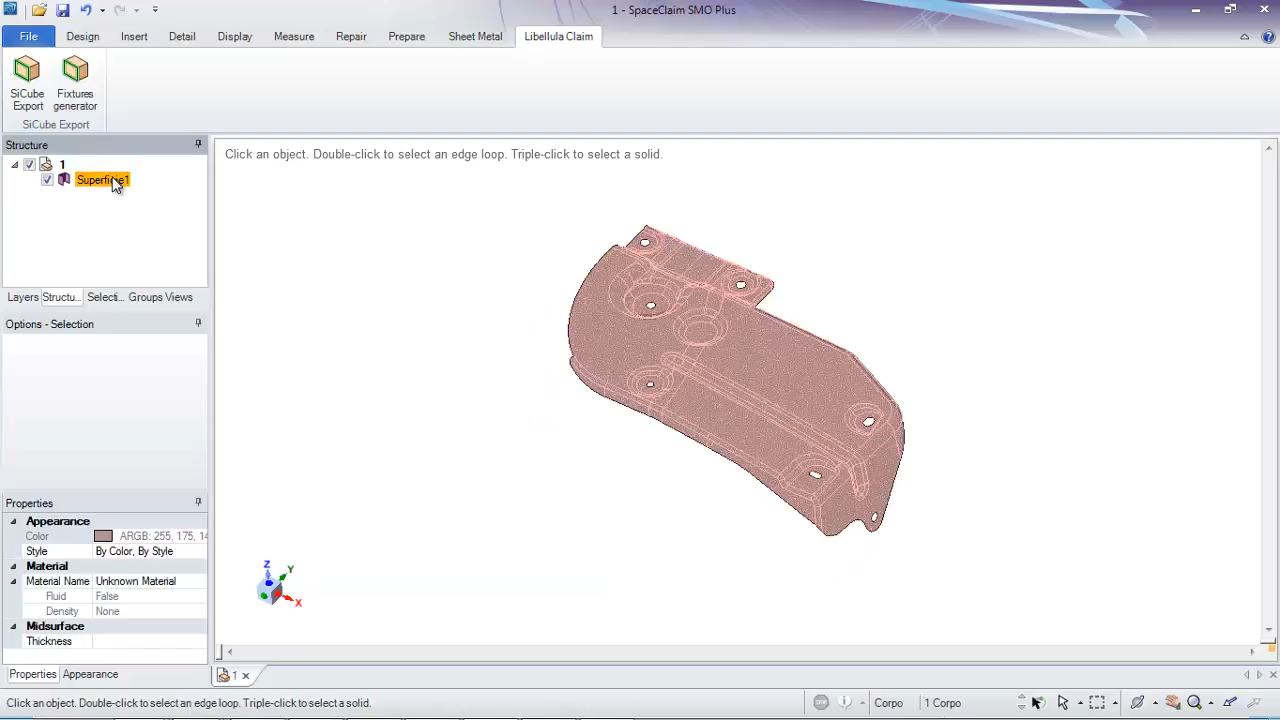 1 - SpaceClaim SMO Plus
File Design Insert Detail Display Measure Repair Prepare Sheet Metal Libellula Claim
SiCube Export
Fixtures generator
SiCube Export
Structure
1
Superficie1
Click an object. Double-click to select an edge loop. Triple-click to select a solid.
Layers Structu... Selecti... Groups Views
Options - Selection
Properties
Appearance
Color ARGB: 255, 175, 14
Style By Color, By Style
Material
Material Name Unknown Material
Fluid False
Density None
Midsurface
Thickness
Z
Y
X
Properties Appearance
1
Click an object. Double-click to select an edge loop. Triple-click to select a solid.
Corpo 1 Corpo